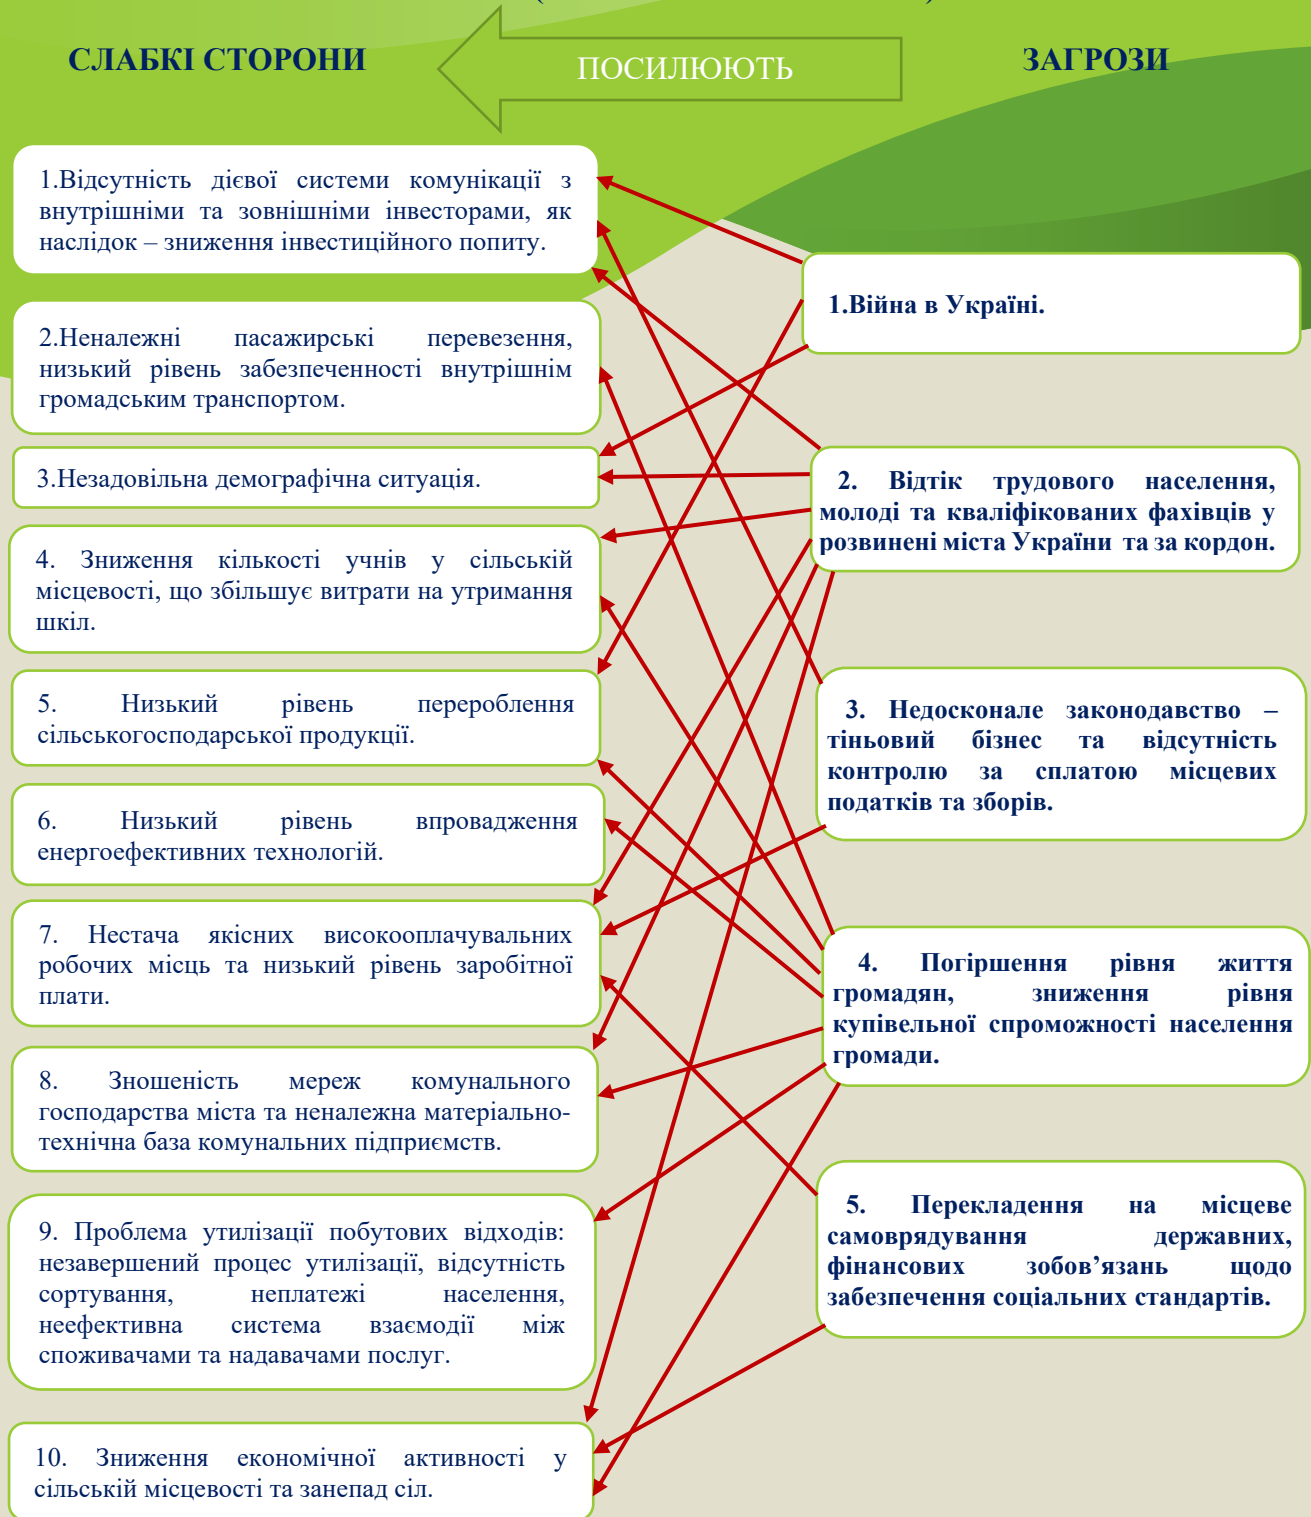 СЛАБКІ СТОРОНИ
ПОСИЛЮЮТЬ
ЗАГРОЗИ
1.Відсутність дієвої системи комунікації з
внутрішніми та зовнішніми інвесторами, як
наслідок – зниження інвестиційного попиту.
2.Неналежні пасажирські перевезення,
низький рівень забезпеченності внутрішнім
громадським транспортом.
3.Незадовільна демографічна ситуація.
4. Зниження кількості учнів у сільській
місцевості, що збільшує витрати на утримання
шкіл.
5. Низький рівень перероблення
сільськогосподарської продукції.
6. Низький рівень впровадження
енергоефективних технологій.
7. Нестача якісних високооплачувальних
робочих місць та низький рівень заробітної
плати.
8. Зношеність мереж комунального
господарства міста та неналежна матеріально-
технічна база комунальних підприємств.
9. Проблема утилізації побутових відходів:
незавершений процес утилізації, відсутність
сортування, неплатежі населення,
неефективна система взаємодії між
споживачами та надавачами послуг.
10. Зниження економічної активності у
сільській місцевості та занепад сіл.
1.Війна в Україні.
2. Відтік трудового населення,
молоді та кваліфікованих фахівців у
розвинені міста України та за кордон.
3. Недосконале законодавство –
тіньовий бізнес та відсутність
контролю за сплатою місцевих
податків та зборів.
4. Погіршення рівня життя
громадян, зниження рівня
купівельної спроможності населення
громади.
5. Перекладення на місцеве
самоврядування державних,
фінансових зобов’язань щодо
забезпечення соціальних стандартів.